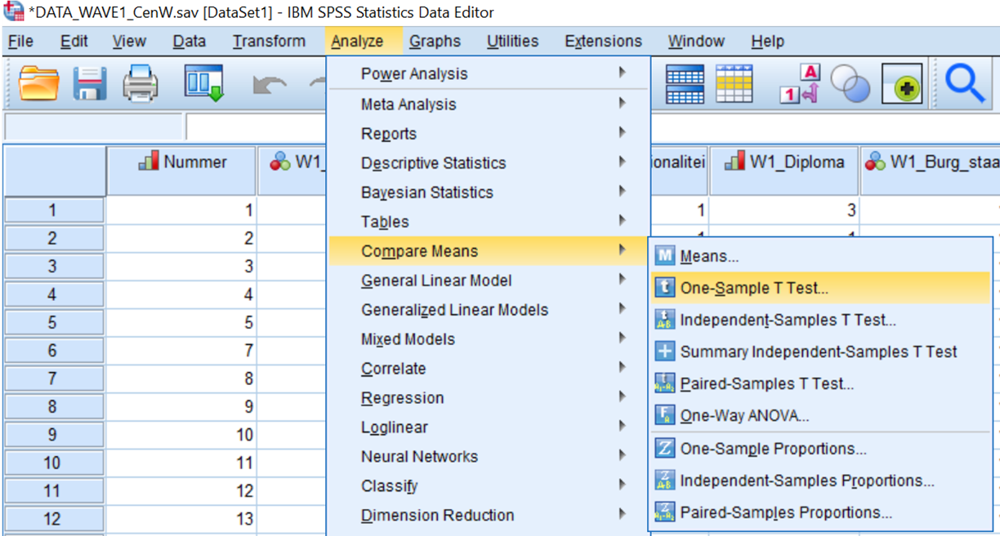 *DATA_WAVE1_CenW.sav [DataSet1] - IBM SPSS Statistics Data Editor
File Edit View Data Transform Analyze Graphs Utilities Extensions Window Help
A
1
Nummer W1_ ionalitei W1_Diploma W1_Burg_staa
1 1 1 3
2 2 1 1
3 3
4 4
5 5
6 7
7 8
8 9
9 10
10 11
11 12
12 13
Power Analysis
Meta Analysis
Reports
Descriptive Statistics
Bayesian Statistics
Tables
Compare Means
General Linear Model
Generalized Linear Models
Mixed Models
Correlate
Regression
Loglinear
Neural Networks
Classify
Dimension Reduction
M Means...
t One-Sample T Test...
Independent-Samples T Test...
Summary Independent-Samples T Test
Paired-Samples T Test...
One-Way ANOVA...
Z One-Sample Proportions...
Independent-Samples Proportions...
Paired-Samples Proportions...